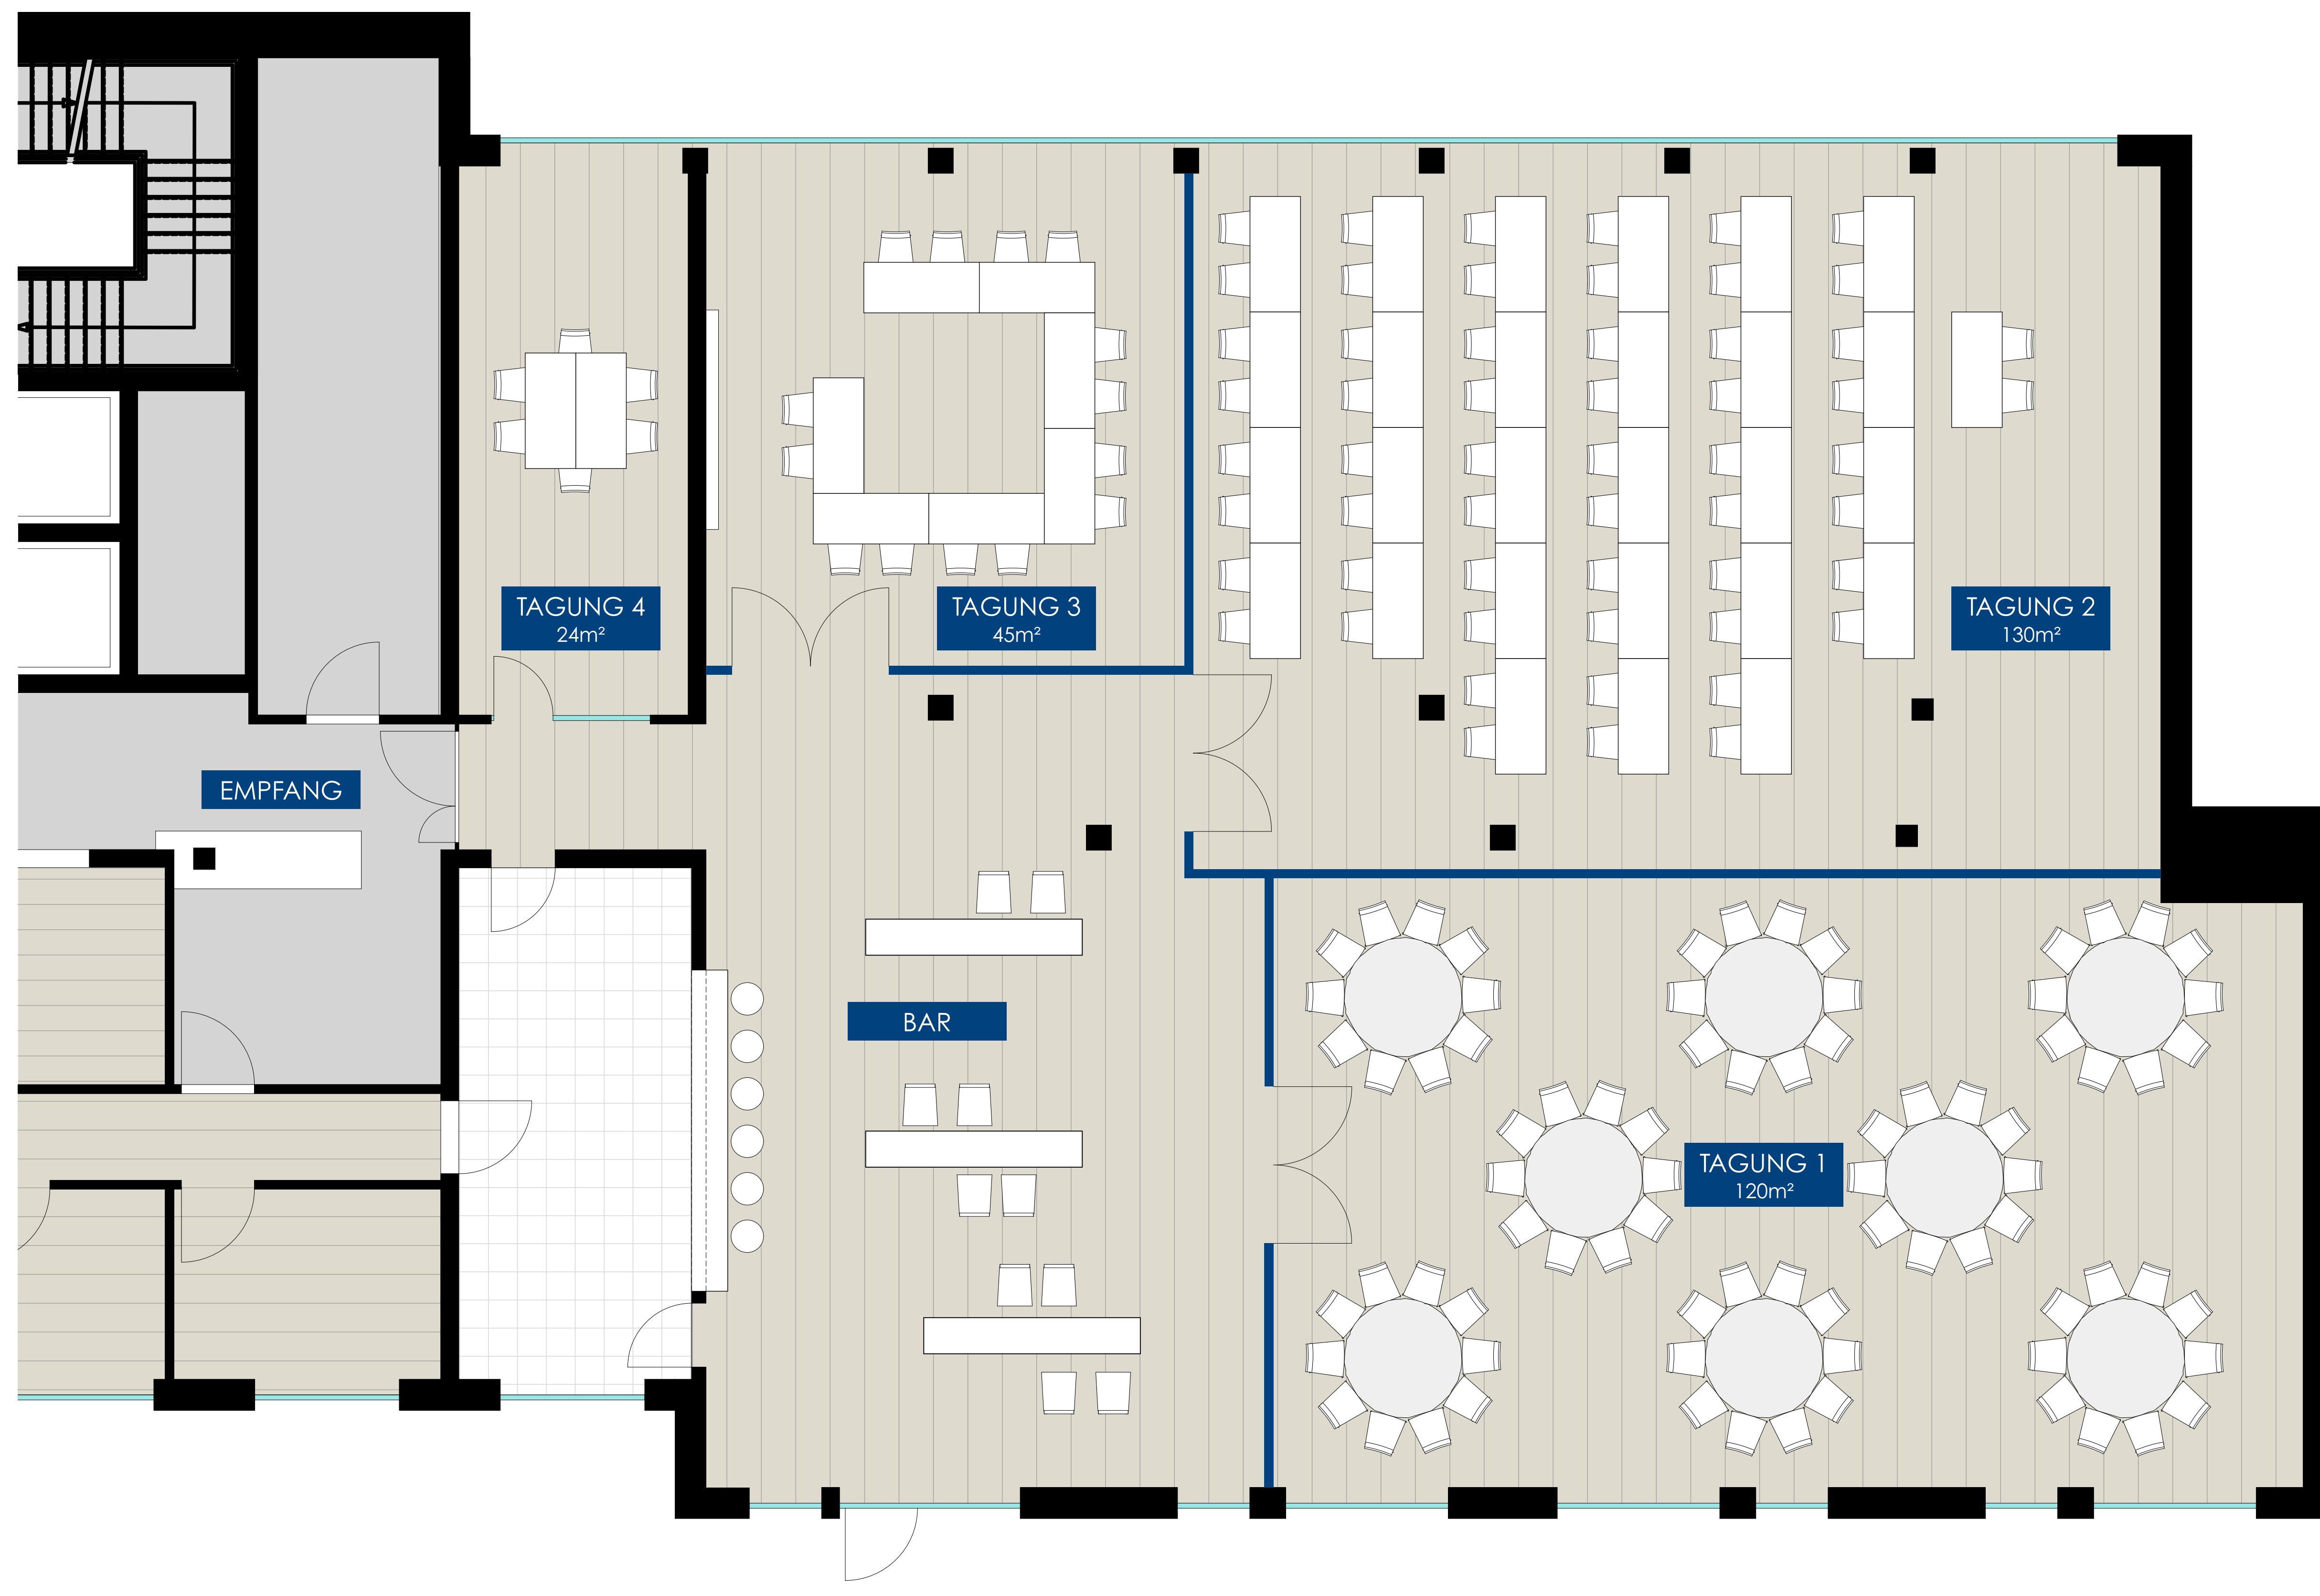 TAGUNG 4
24m²
TAGUNG 3
45m²
TAGUNG 2
130m²
EMPFANG
BAR
TAGUNG 1
120m²